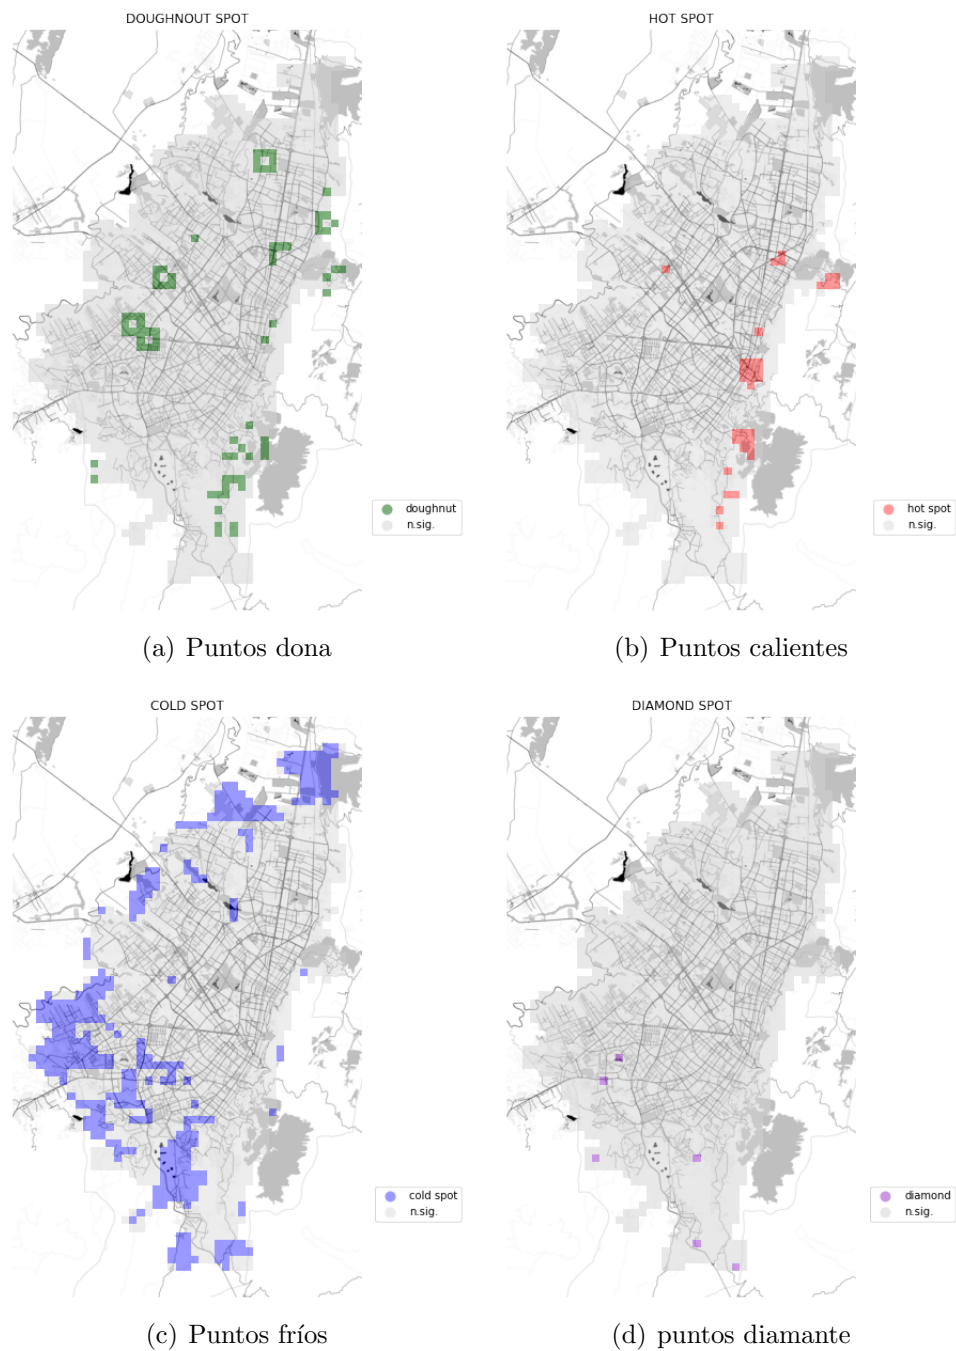 DOUGHNOUT SPOT
HOT SPOT
doughnut
n.sig.
hot spot
n.sig.
(a) Puntos dona
(b) Puntos calientes
COLD SPOT
DIAMOND SPOT
cold spot
n.sig.
diamond
n.sig.
(c) Puntos fríos
(d) puntos diamante